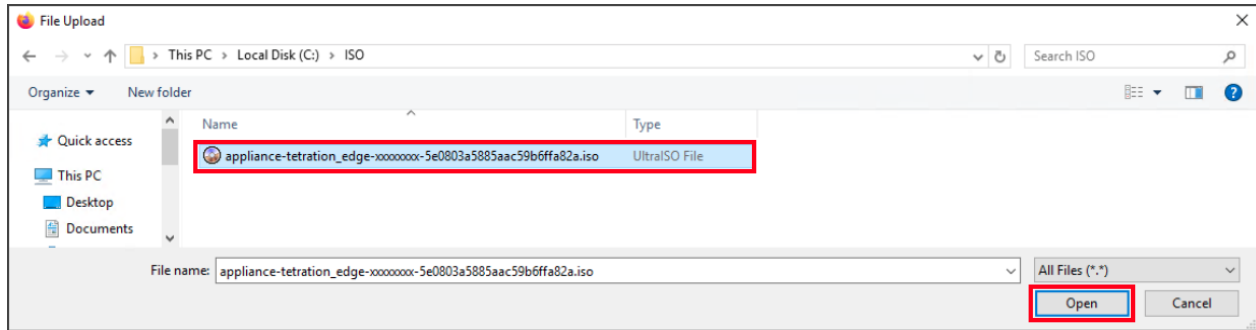 File Upload
This PC > Local Disk (C:) > ISO
Search ISO
Organize
New folder
Name
Type
Quick access
appliance-tetration_edge-xxxxxxxx-5e0803a5885aac59b6ffa82a.iso
UltraISO File
This PC
Desktop
Documents
File name:
appliance-tetration_edge-xxxxxxxx-5e0803a5885aac59b6ffa82a.iso
All Files (*.*)
Open
Cancel